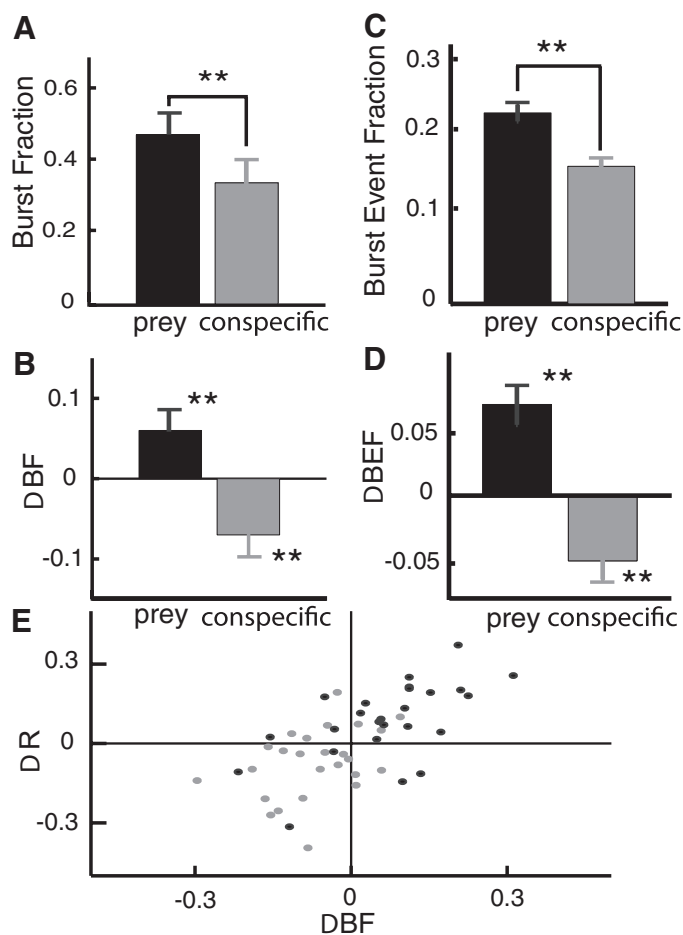 A
Burst Fraction
0.6
0.4
0.2
0
**
prey conspecific
C
Burst Event Fraction
0.3
0.2
0.1
0
**
prey conspecific
B
DBF
0.1
0
-0.1
**
**
prey conspecific
D
DBEF
0.05
0
-0.05
**
**
prey conspecific
E
DR
0.3
0
-0.3
-0.3 0 0.3
DBF